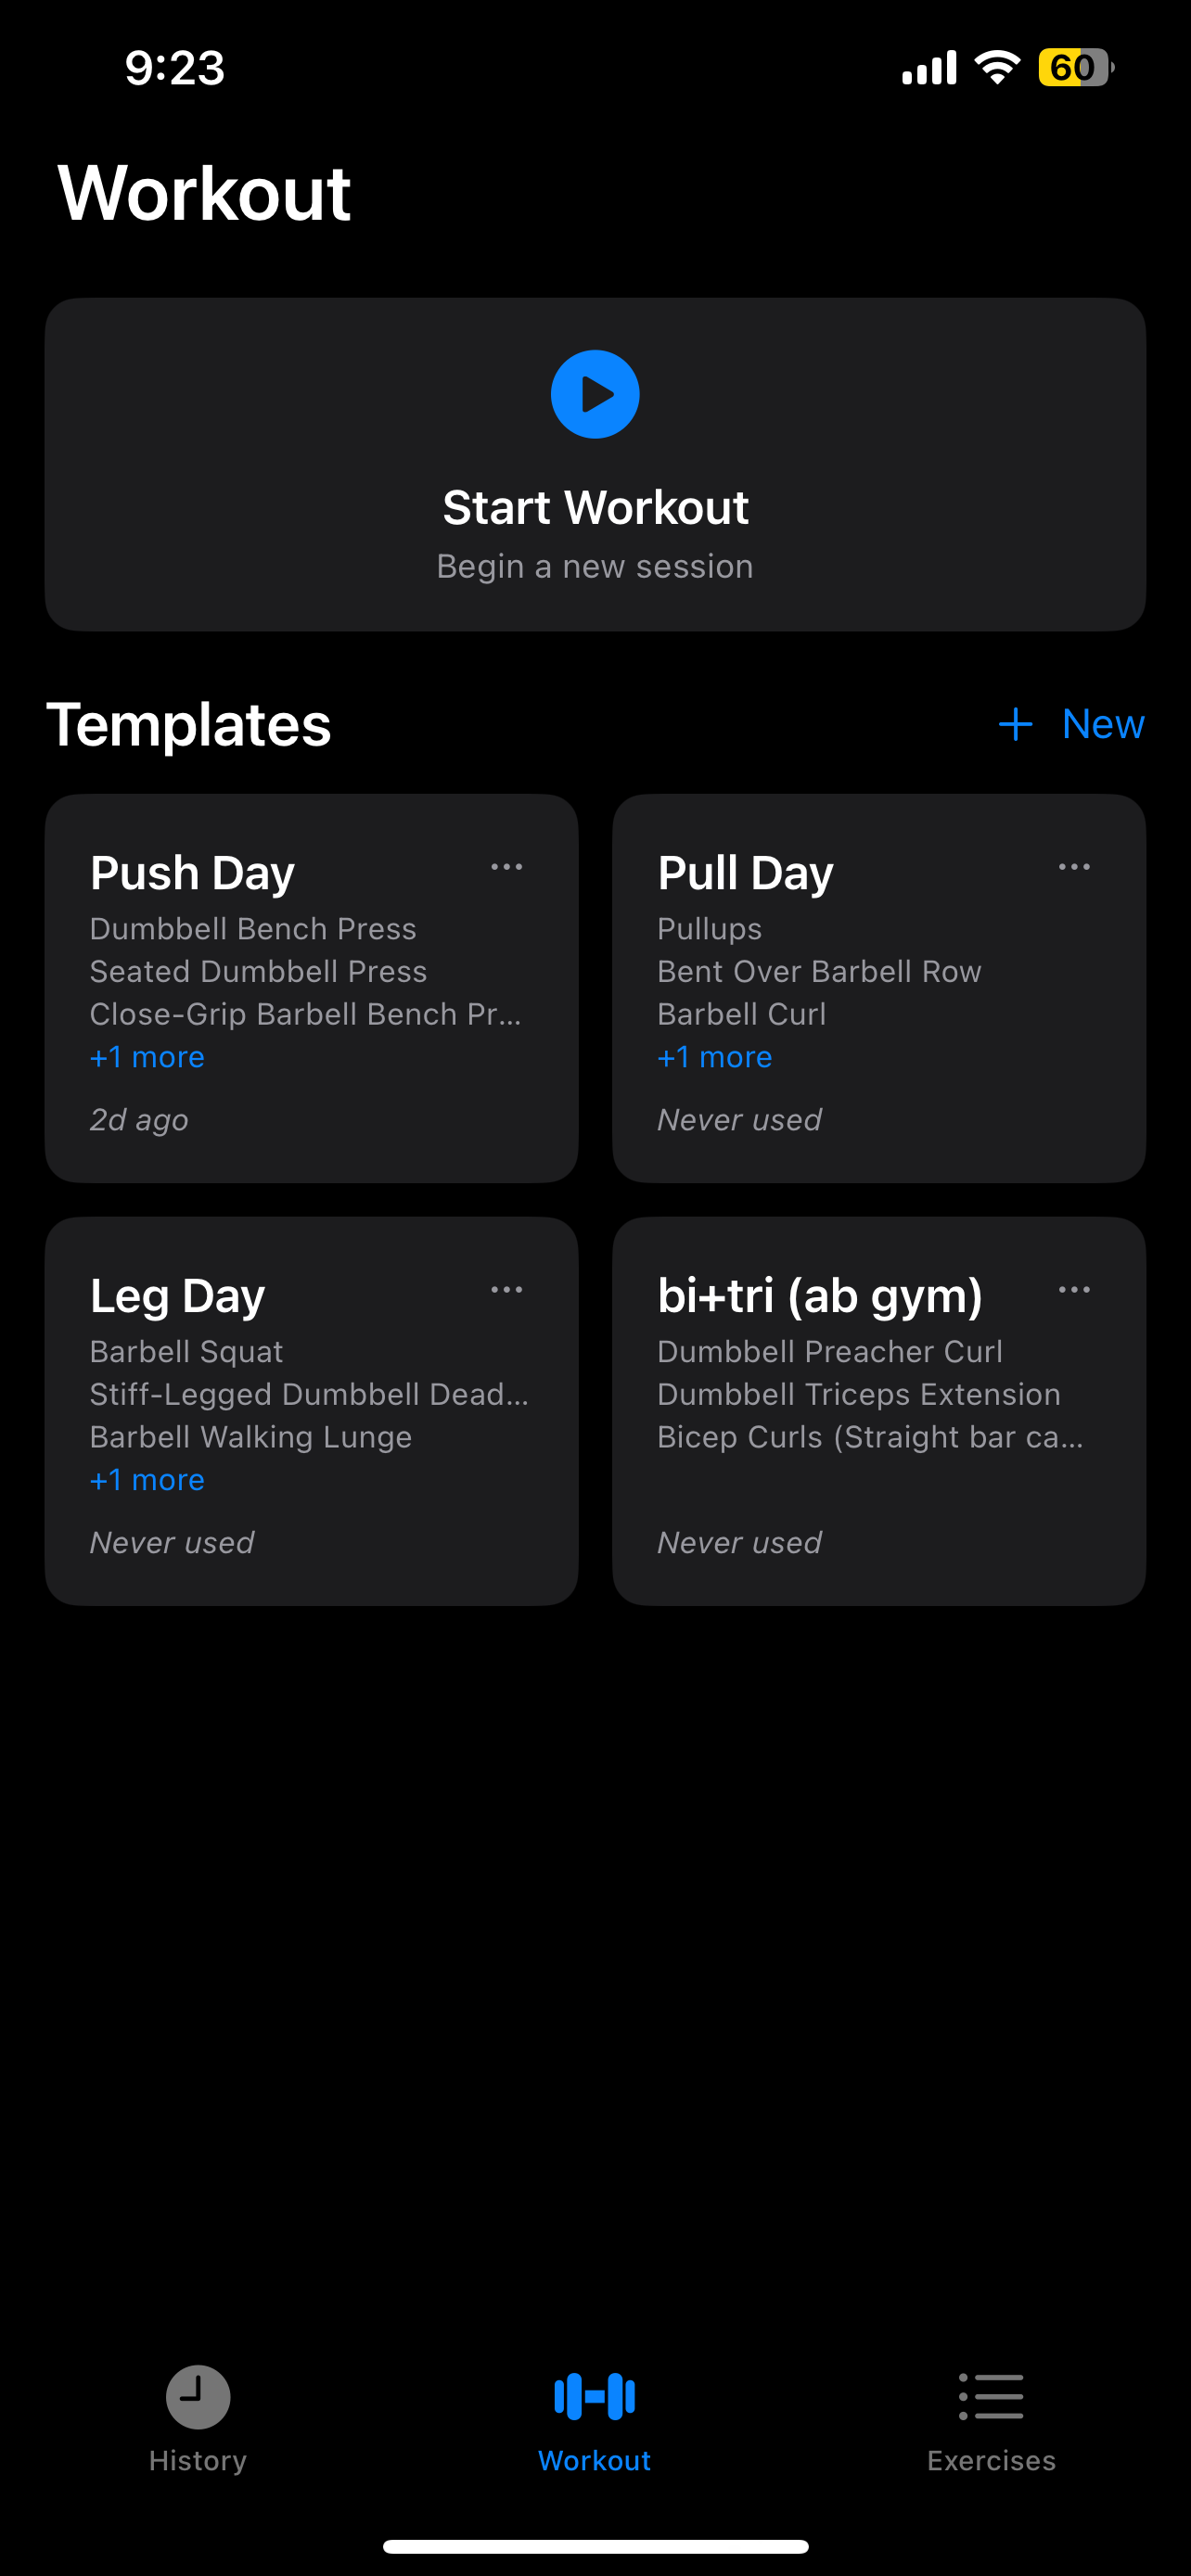 9:23
60
Workout
Start Workout
Begin a new session
Templates
+ New
Push Day
Dumbbell Bench Press
Seated Dumbbell Press
Close-Grip Barbell Bench Pr...
+1 more
2d ago
Pull Day
Pullups
Bent Over Barbell Row
Barbell Curl
+1 more
Never used
Leg Day
Barbell Squat
Stiff-Legged Dumbbell Dead...
Barbell Walking Lunge
+1 more
Never used
bi+tri (ab gym)
Dumbbell Preacher Curl
Dumbbell Triceps Extension
Bicep Curls (Straight bar ca...
Never used
History
Workout
Exercises